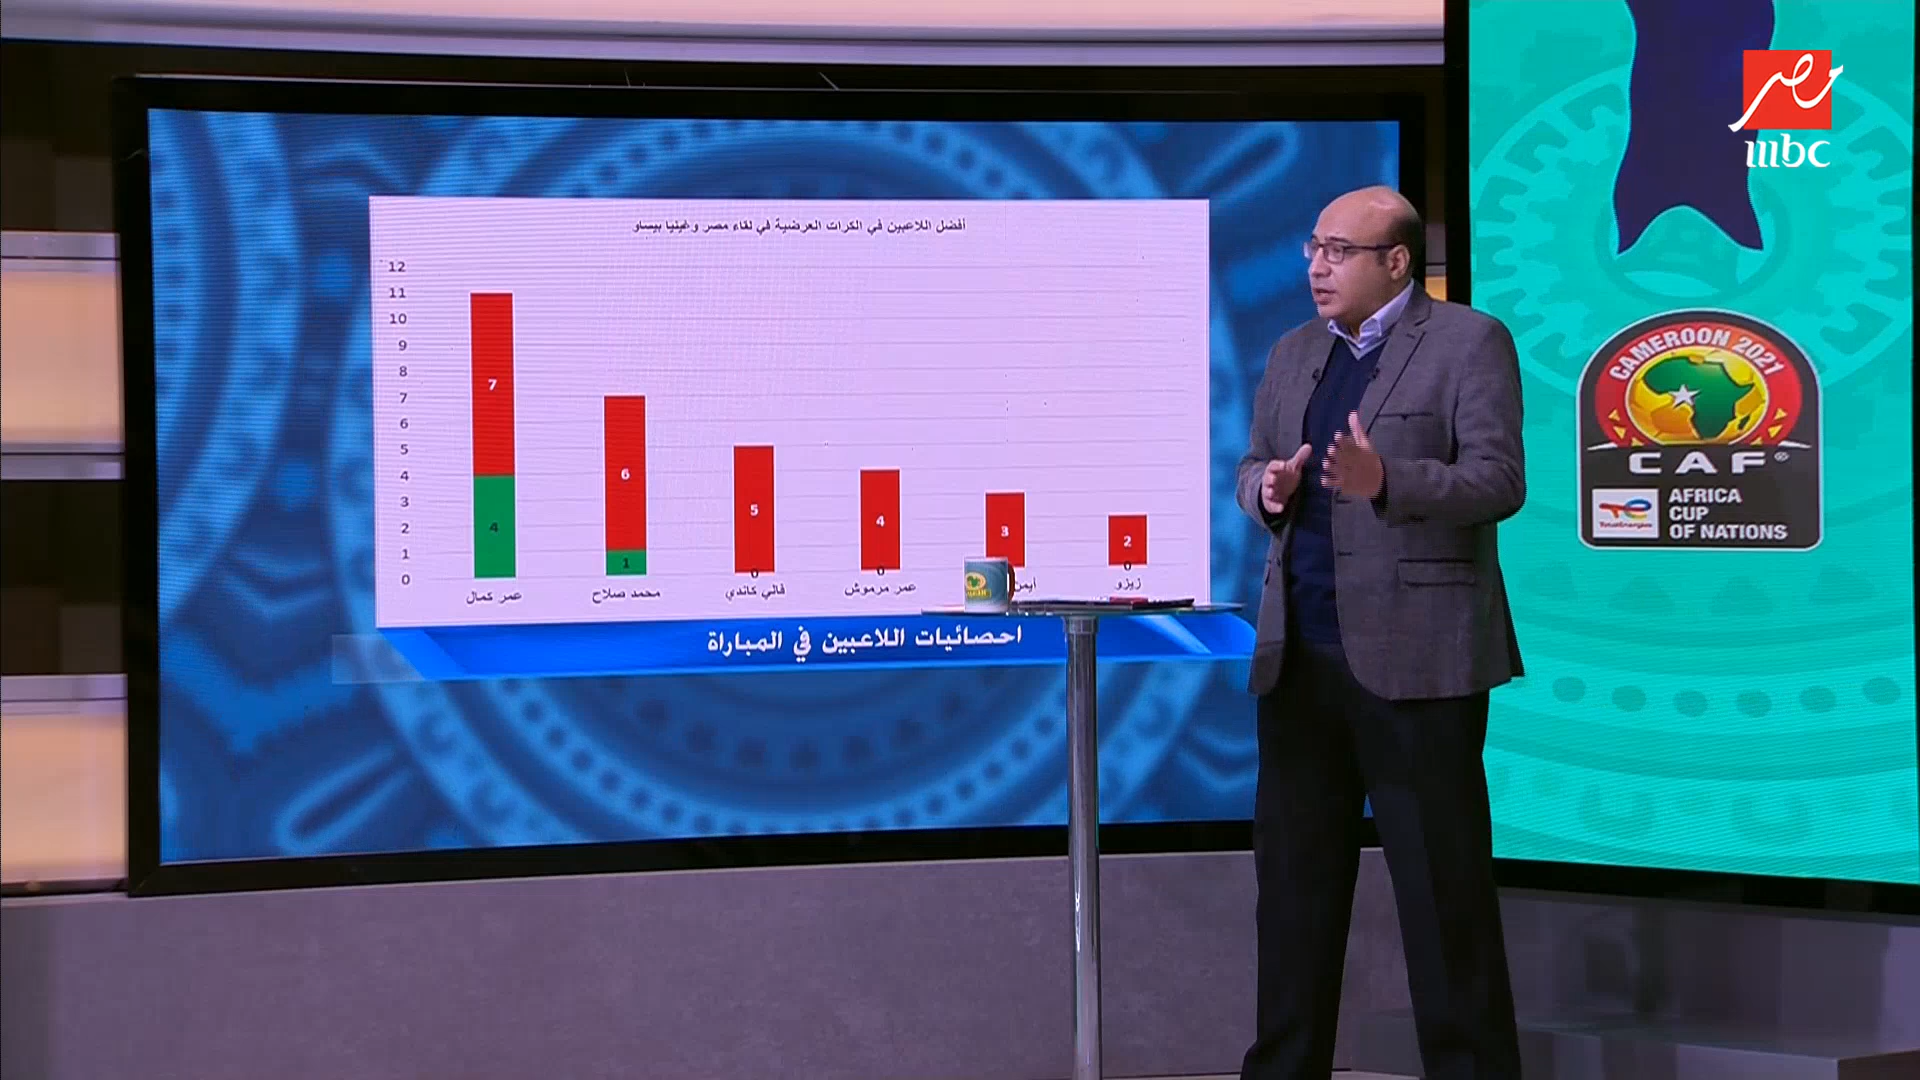 مصر
mbc
أفضل اللاعبين في الكرات العرضية في لقاء مصر وغينيا بيساو
12
11
10
9
8
7
6
5
4
3
2
1
0
7
4
6
1
5
0
4
0
3
2
0
عمر كمال
محمد صلاح
فالي كاندي
عمر مرموش
أيمن
زيزو
احصائيات اللاعبين في المباراة
CAMEROON 2021
CAF
TotalEnergies
AFRICA
CUP
OF NATIONS